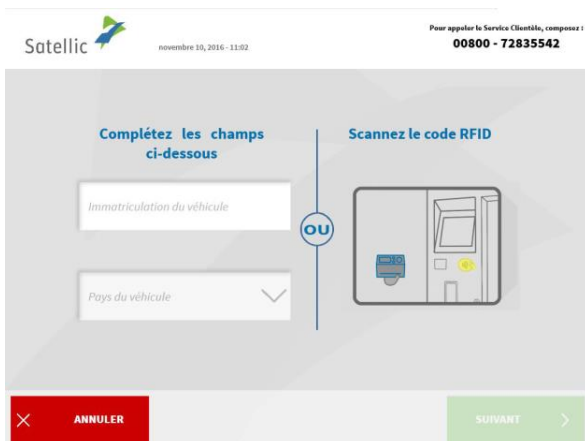 Satellic
novembre 10, 2016 - 11:02
Pour appeler le Service Clientèle, composez :
00800 - 72835542
Complétez les champs
ci-dessous
Immatriculation du véhicule
Pays du véhicule
OU
Scannez le code RFID
ANNULER
SUIVANT